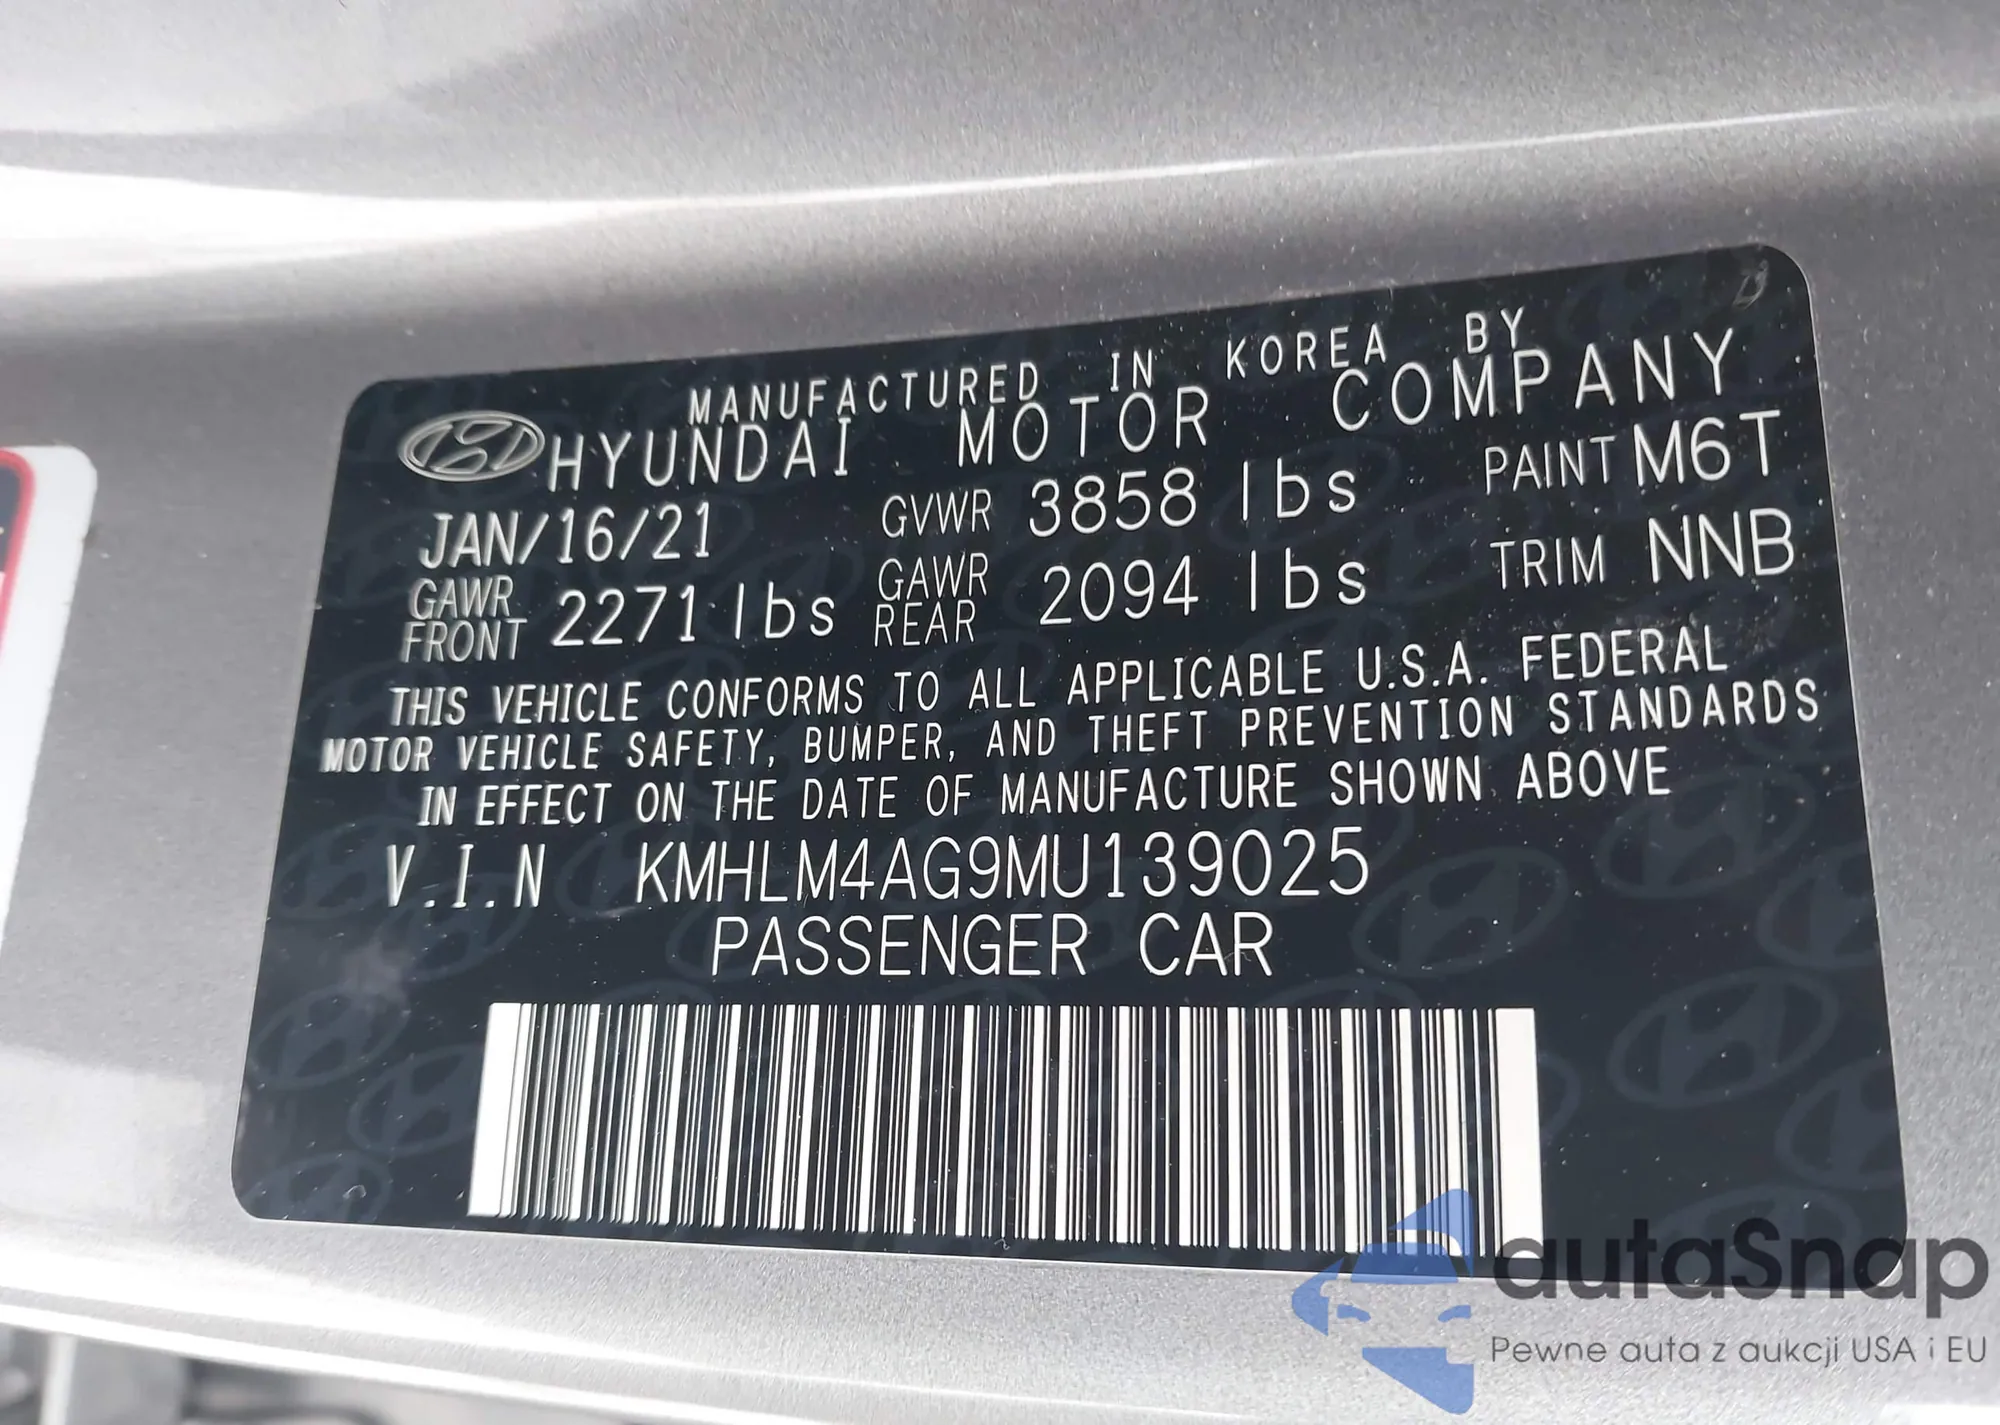 MANUFACTURED IN KOREA BY
HYUNDAI MOTOR COMPANY
JAN/16/21 GVWR 3858 lbs PAINT M6T
GAWR FRONT 2271 lbs GAWR REAR 2094 lbs TRIM NNB
THIS VEHICLE CONFORMS TO ALL APPLICABLE U.S.A. FEDERAL
MOTOR VEHICLE SAFETY, BUMPER, AND THEFT PREVENTION STANDARDS
IN EFFECT ON THE DATE OF MANUFACTURE SHOWN ABOVE
V.I.N KMHLM4AG9MU139025
PASSENGER CAR
autaSnap
Pewne auta z aukcji USA i EU